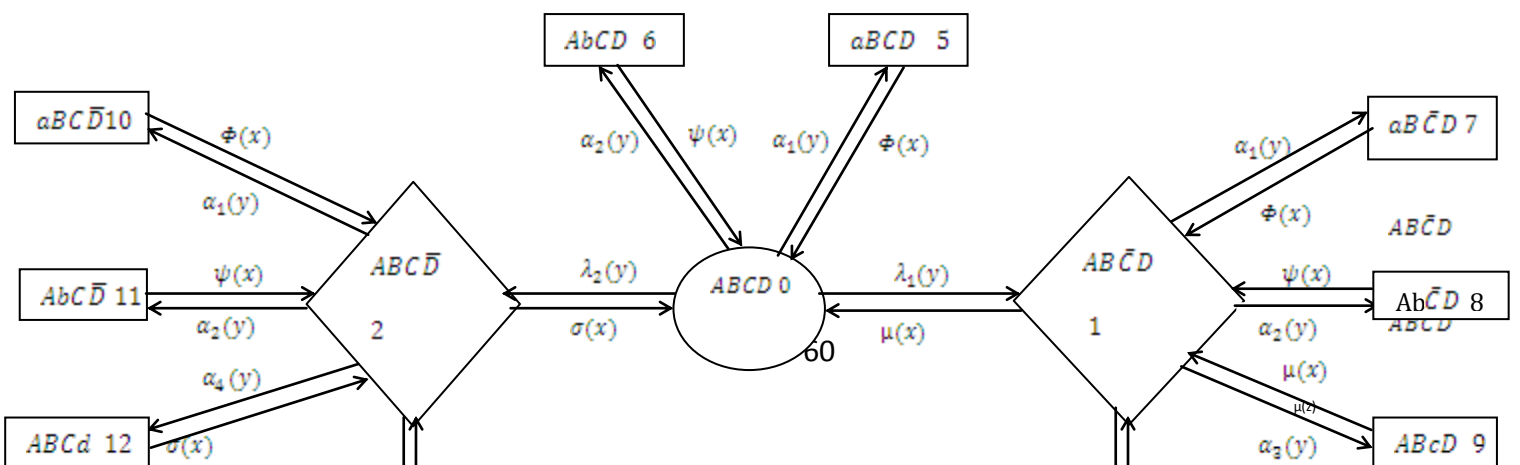 AbCD 6
aBCD 5
aBCD̅10
aBC̄D 7
Φ(x)
α₂(y)
ψ(x)
α₁(y)
Φ(x)
α₁(y)
α₁(y)
Φ(x)
ABC̄D
ABCD̅
2
ABCD 0
ABC̄D
1
ψ(x)
λ₂(y)
λ₁(y)
ψ(x)
AbCD̅ 11
AbC̄D 8
α₂(y)
σ(x)
μ(x)
α₂(y)
60
α₄(y)
μ(x)
μ(z)
ABCd 12
σ(x)
α₃(y)
ABcD 9